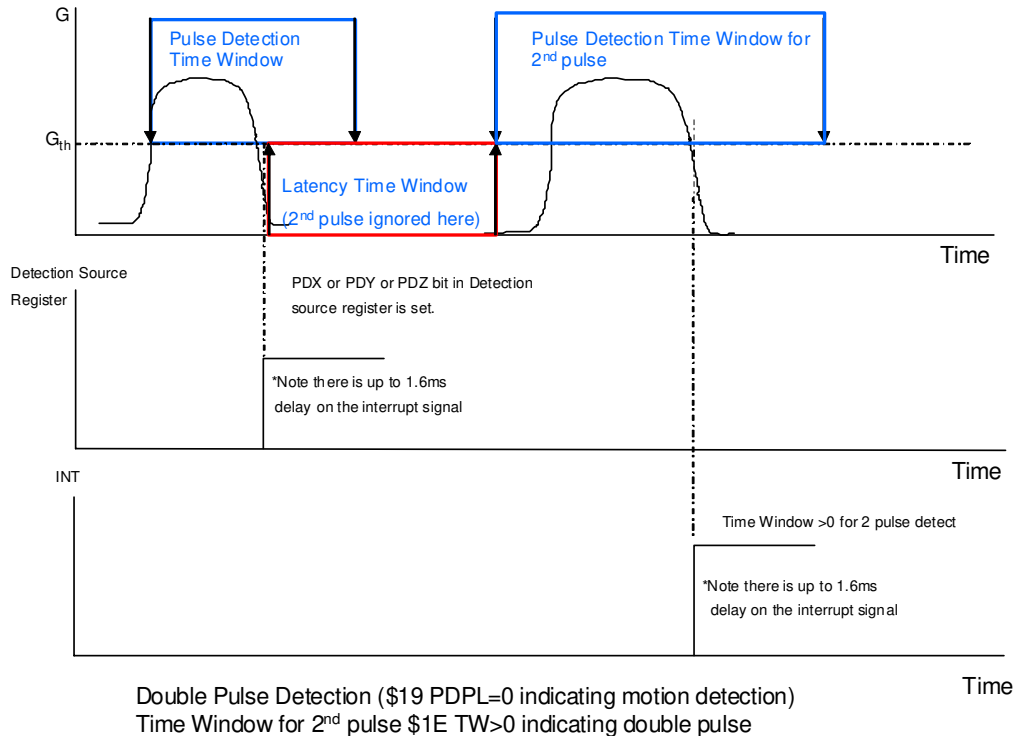 G
Pulse Detection
Time Window
Pulse Detection Time Window for
2nd pulse
Gth
Latency Time Window
(2nd pulse ignored here)
Time
Detection Source
Register
PDX or PDY or PDZ bit in Detection
source register is set.
*Note there is up to 1.6ms
delay on the interrupt signal
Time
INT
Time Window >0 for 2 pulse detect
*Note there is up to 1.6ms
delay on the interrupt signal
Time
Double Pulse Detection ($19 PDPL=0 indicating motion detection)
Time Window for 2nd pulse $1E TW>0 indicating double pulse